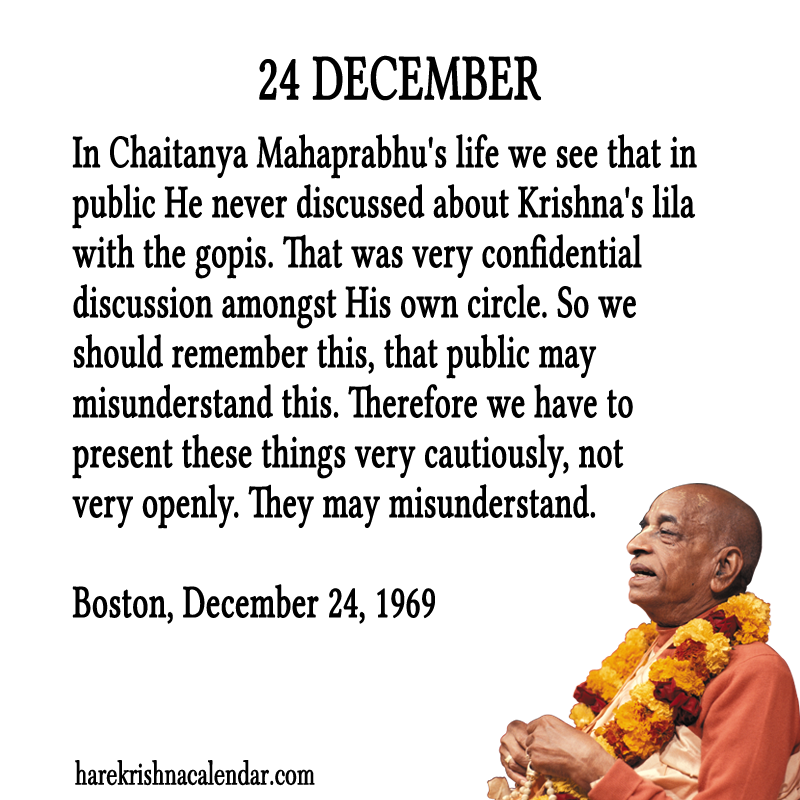 24 DECEMBER
In Chaitanya Mahaprabhu's life we see that in
public He never discussed about Krishna's lila
with the gopis. That was very confidential
discussion amongst His own circle. So we
should remember this, that public may
misunderstand this. Therefore we have to
present these things very cautiously, not
very openly. They may misunderstand.
Boston, December 24, 1969
harekrishnacalendar.com